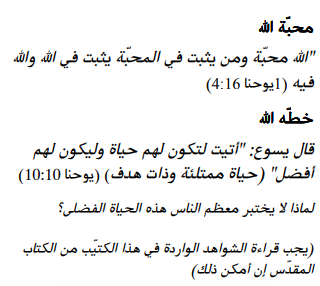 محبّة الله
"الله محبّة ومن يثبت في المحبّة يثبت في الله والله
فيه (1يوحنا 4:16)
خطّه الله
قال يسوع: "أتيت لتكون لهم حياة وليكون لهم
أفضل" (حياة ممتلئة وذات هدف) (يوحنا 10:10)
لماذا لا يختبر معظم الناس هذه الحياة الفضلى؟
(يجب قراءة الشواهد الواردة في هذا الكتيّب من الكتاب
المقدّس إن أمكن ذلك)